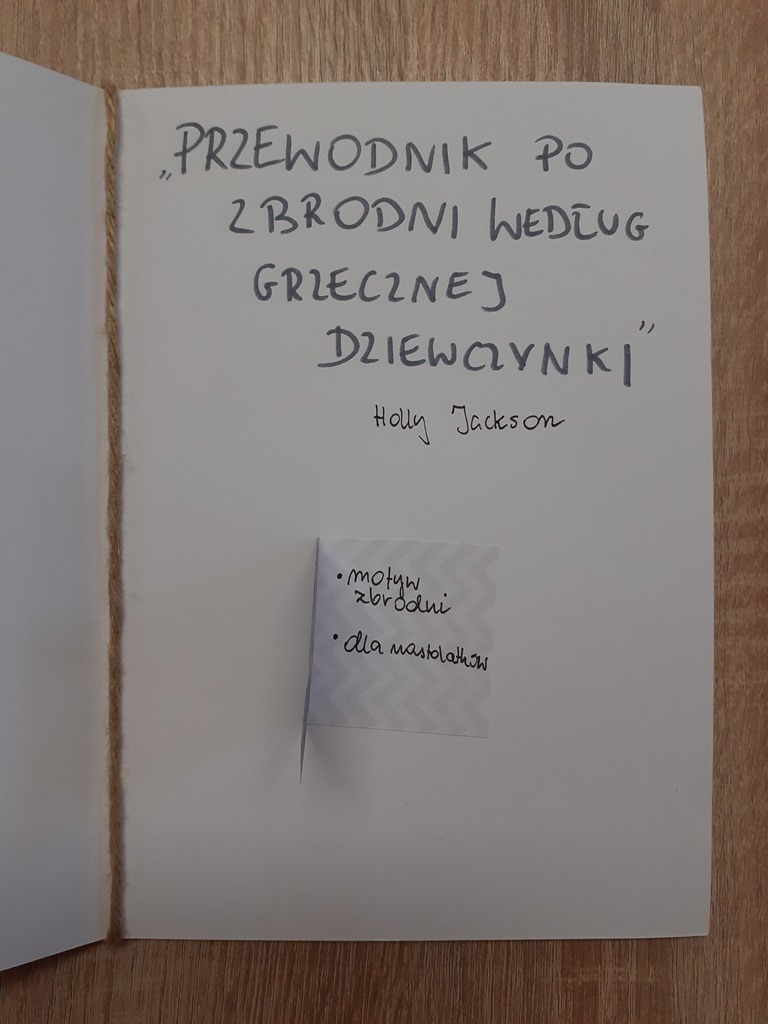 „PRZEWODNIK PO
ZBRODNI WEDŁUG
GRZECZNEJ
DZIEWCZYNKI”
Holly Jackson
• motyw
zbrodni
• dla nastolatków